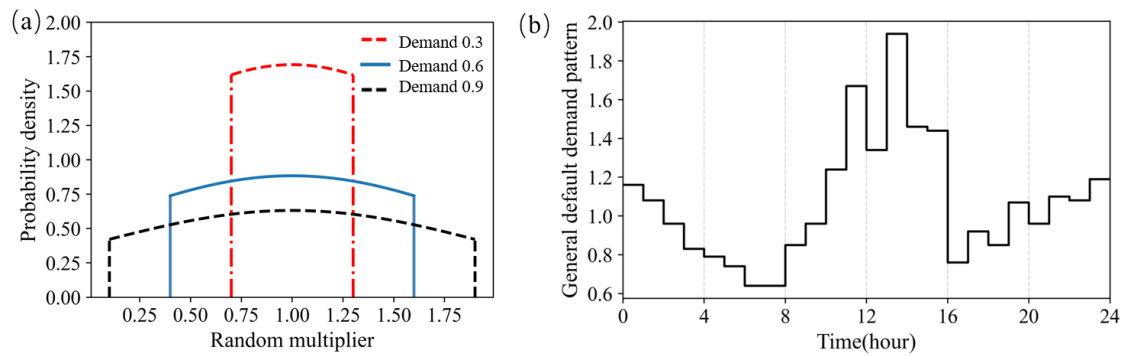 (a)
2.00
1.75
1.50
1.25
1.00
0.75
0.50
0.25
0.00
Probability density
Demand 0.3
Demand 0.6
Demand 0.9
0.25 0.50 0.75 1.00 1.25 1.50 1.75
Random multiplier
(b)
2.0
1.8
1.6
1.4
1.2
1.0
0.8
0.6
General default demand pattern
0 4 8 12 16 20 24
Time(hour)